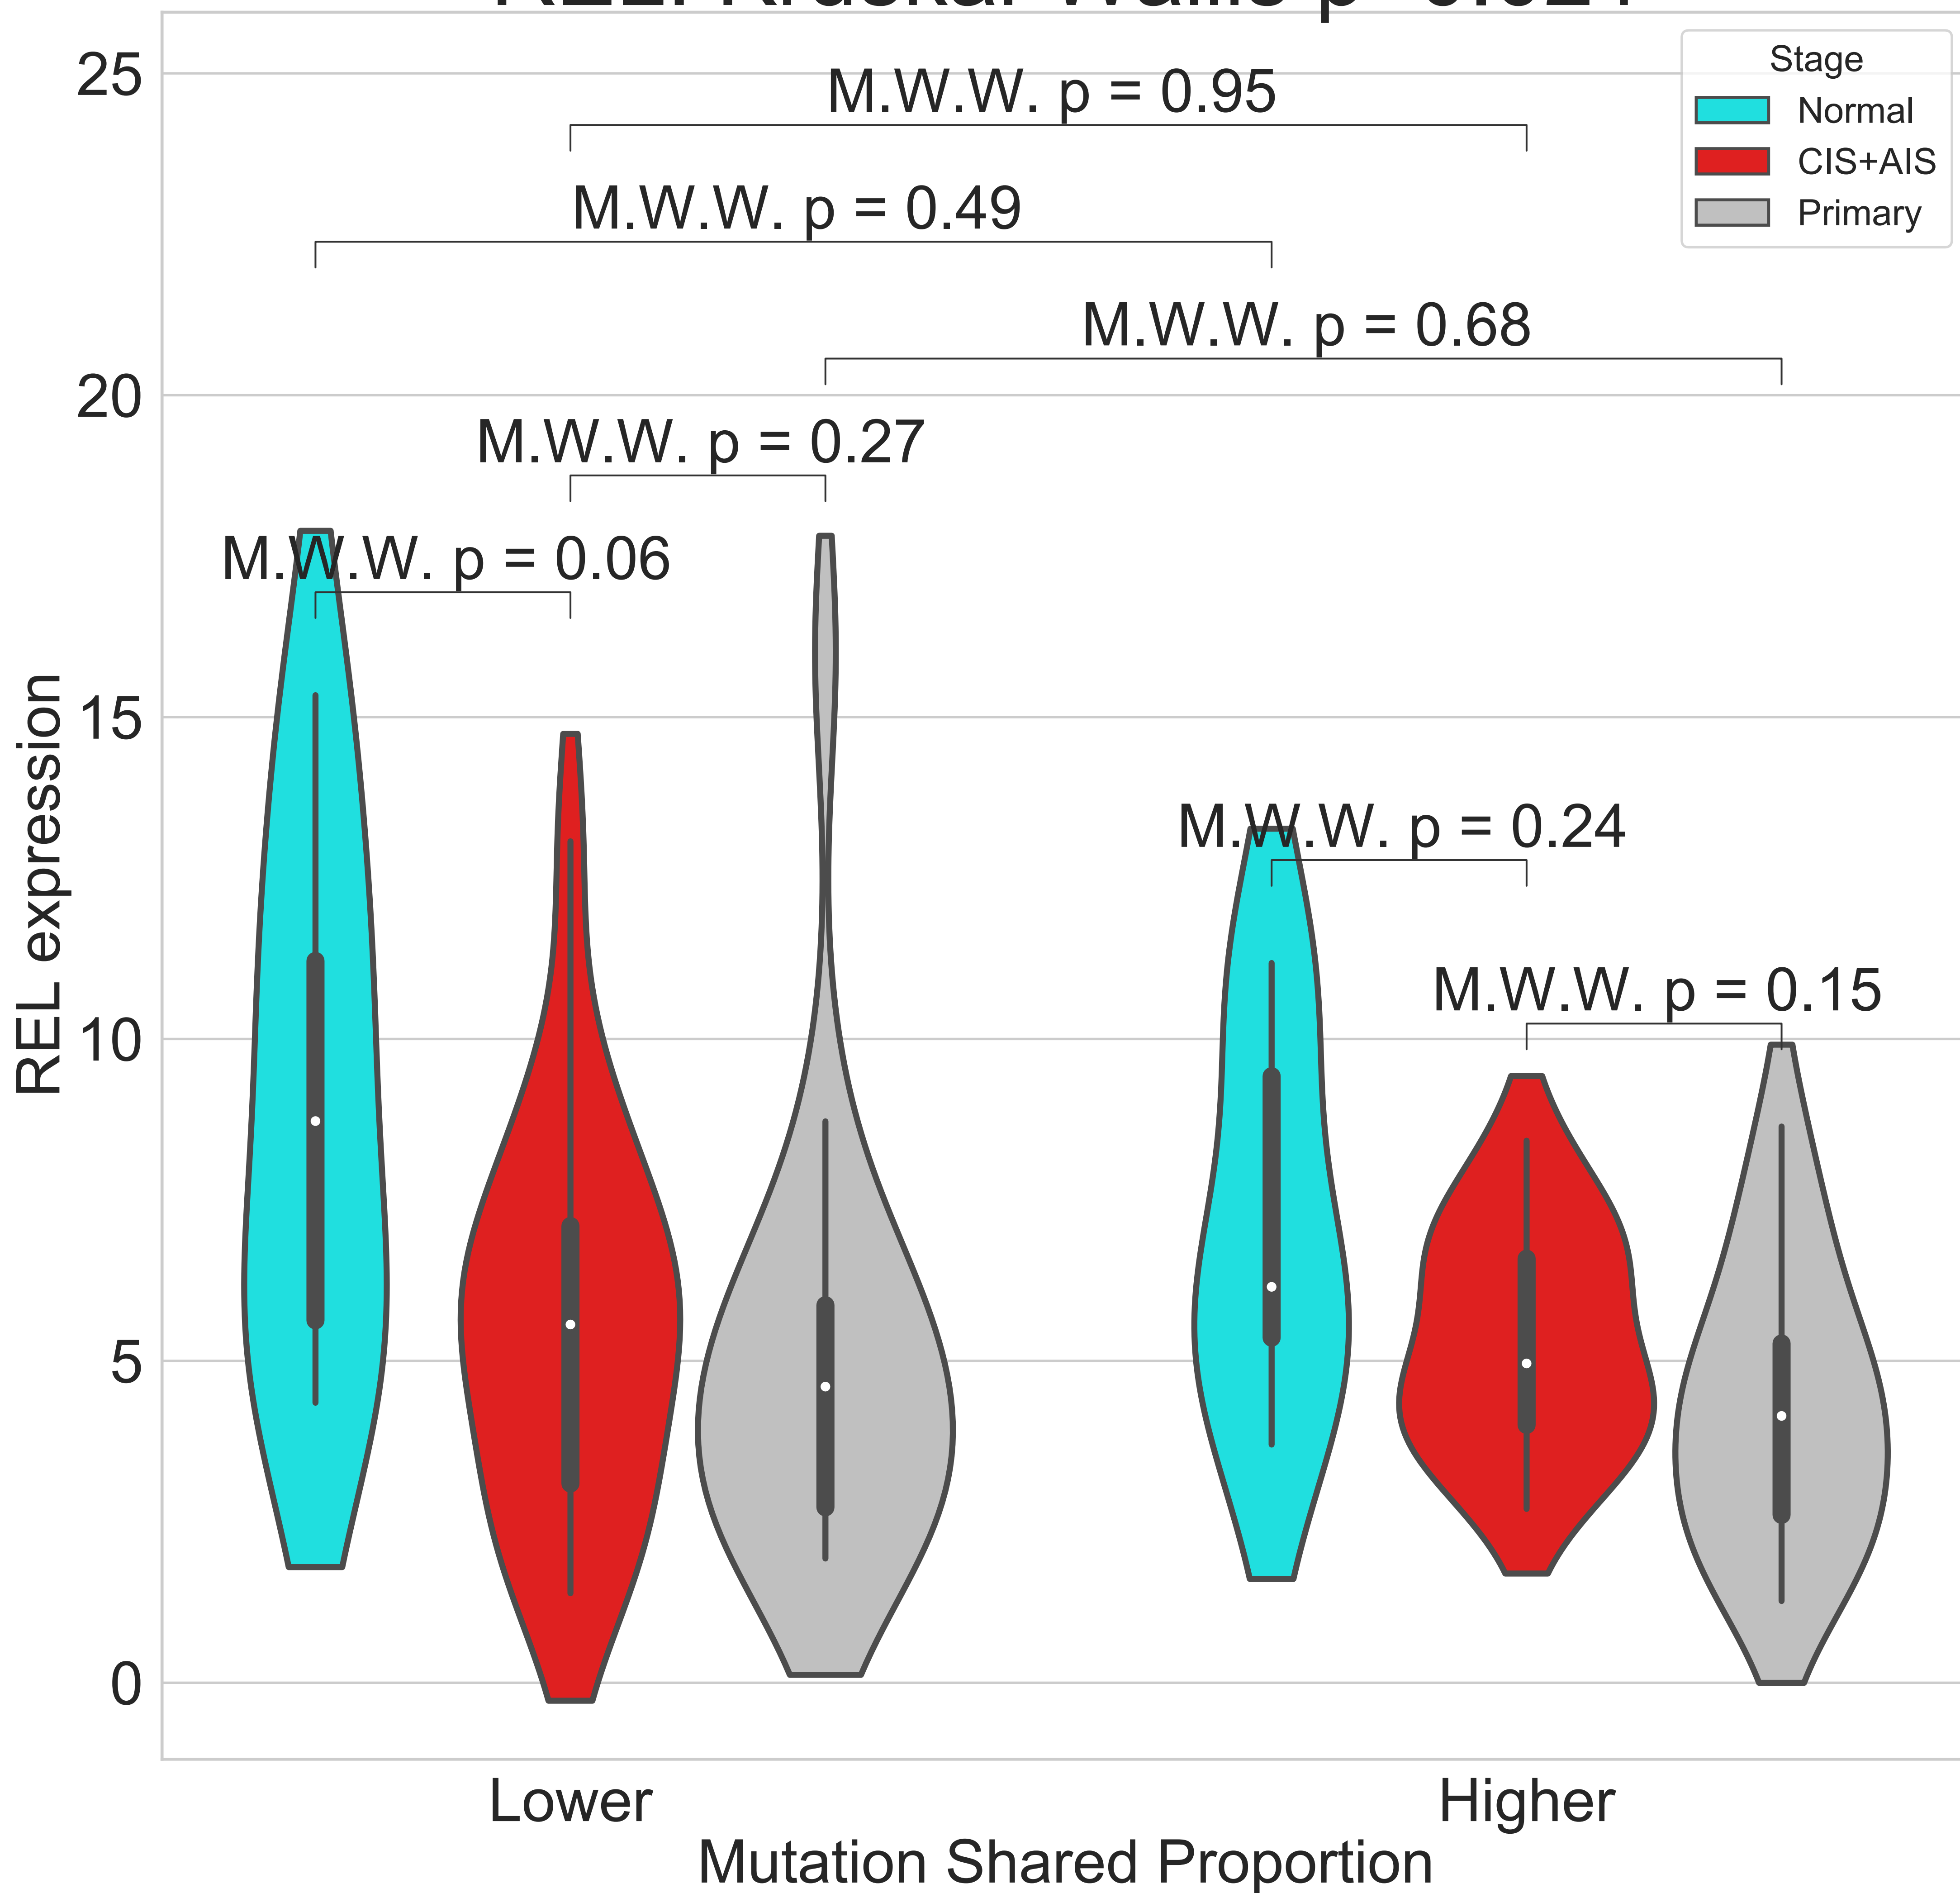 25
M.W.W. p = 0.95
Stage
Normal
CIS+AIS
Primary
M.W.W. p = 0.49
M.W.W. p = 0.68
20
M.W.W. p = 0.27
M.W.W. p = 0.06
15
M.W.W. p = 0.24
M.W.W. p = 0.15
10
REL expression
5
0
Lower
Higher
Mutation Shared Proportion